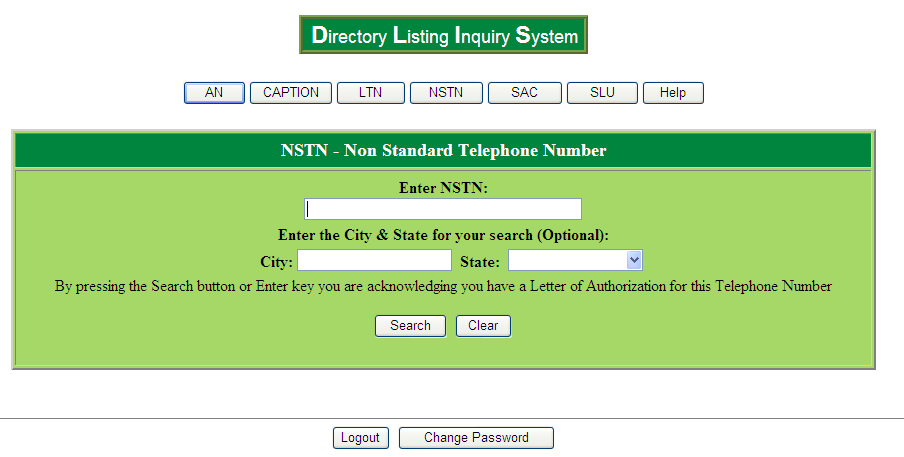 Directory Listing Inquiry System
AN CAPTION LTN NSTN SAC SLU Help
NSTN - Non Standard Telephone Number
Enter NSTN:
Enter the City & State for your search (Optional):
City: State:
By pressing the Search button or Enter key you are acknowledging you have a Letter of Authorization for this Telephone Number
Search Clear
Logout Change Password